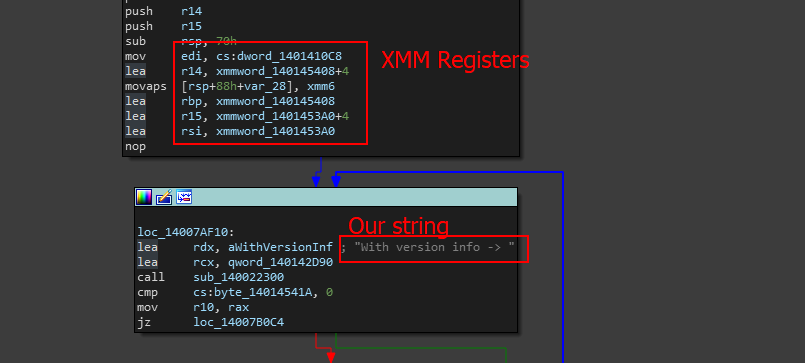 push r14
push r15
sub rsp, 70h
mov edi, cs:dword_1401410C8
lea r14, xmmword_140145408+4
XMM Registers
movaps [rsp+88h+var_28], xmm6
lea rbp, xmmword_140145408
lea r15, xmmword_1401453A0+4
lea rsi, xmmword_1401453A0
nop
Our string
loc_14007AF10:
lea rdx, aWithVersionInf ; "With version info -> "
lea rcx, qword_140142D90
call sub_140022300
cmp cs:byte_14014541A, 0
mov r10, rax
jz loc_14007B0C4